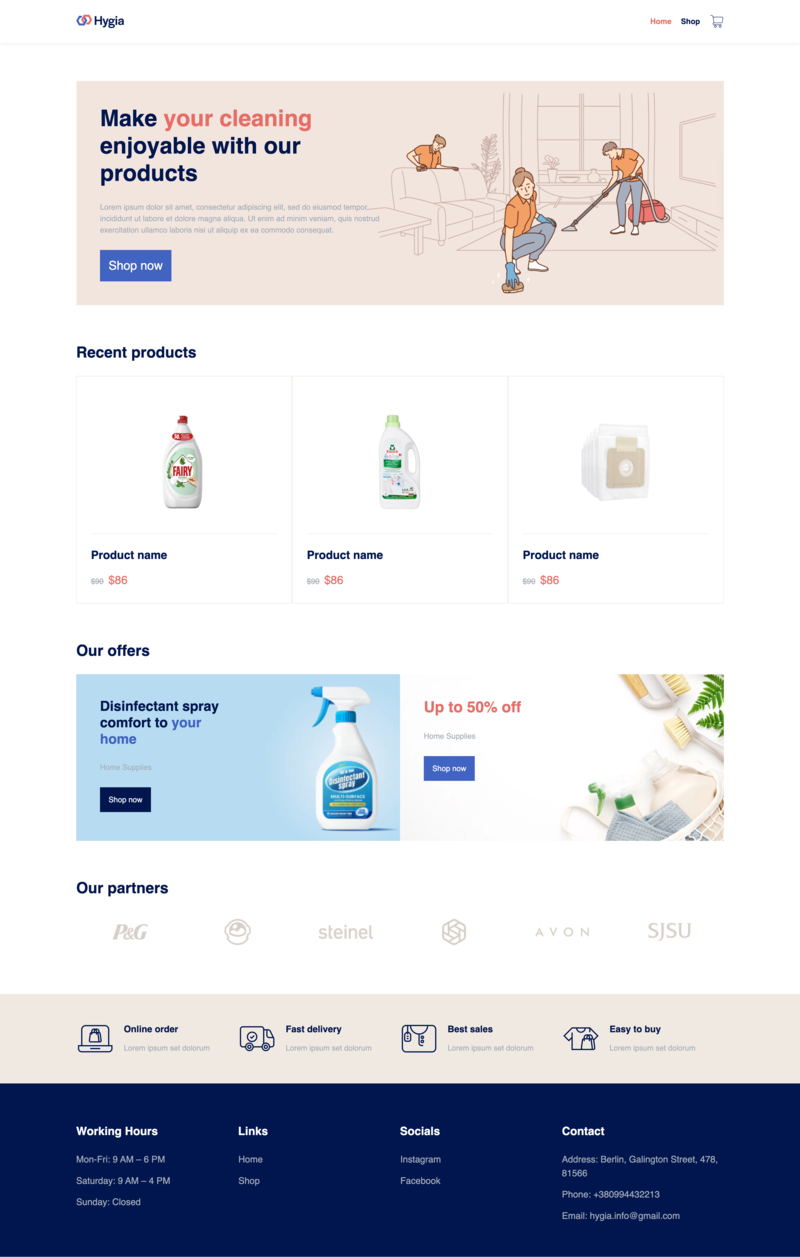 Hygia
Home Shop
Make your cleaning
enjoyable with our
products
Lorem ipsum dolor sit amet, consectetur adipiscing elit, sed do eiusmod tempor
incididunt ut labore et dolore magna aliqua. Ut enim ad minim veniam, quis nostrud
exercitation ullamco laboris nisi ut aliquip ex ea commodo consequat.
Shop now
Recent products
FAIRY
Product name
$90 $86
Product name
$90 $86
Product name
$90 $86
Our offers
Disinfectant spray
comfort to your
home
Home Supplies
Shop now
Disinfectant
spray
MULTI-SURFACE
Up to 50% off
Home Supplies
Shop now
Our partners
P&G
steinel
AVON
SJSU
Online order
Lorem ipsum set dolorum
Fast delivery
Lorem ipsum set dolorum
Best sales
Lorem ipsum set dolorum
Easy to buy
Lorem ipsum set dolorum
Working Hours
Mon-Fri: 9 AM – 6 PM
Saturday: 9 AM – 4 PM
Sunday: Closed
Links
Home
Shop
Socials
Instagram
Facebook
Contact
Address: Berlin, Galington Street, 478,
81566
Phone: +380994432213
Email: hygia.info@gmail.com